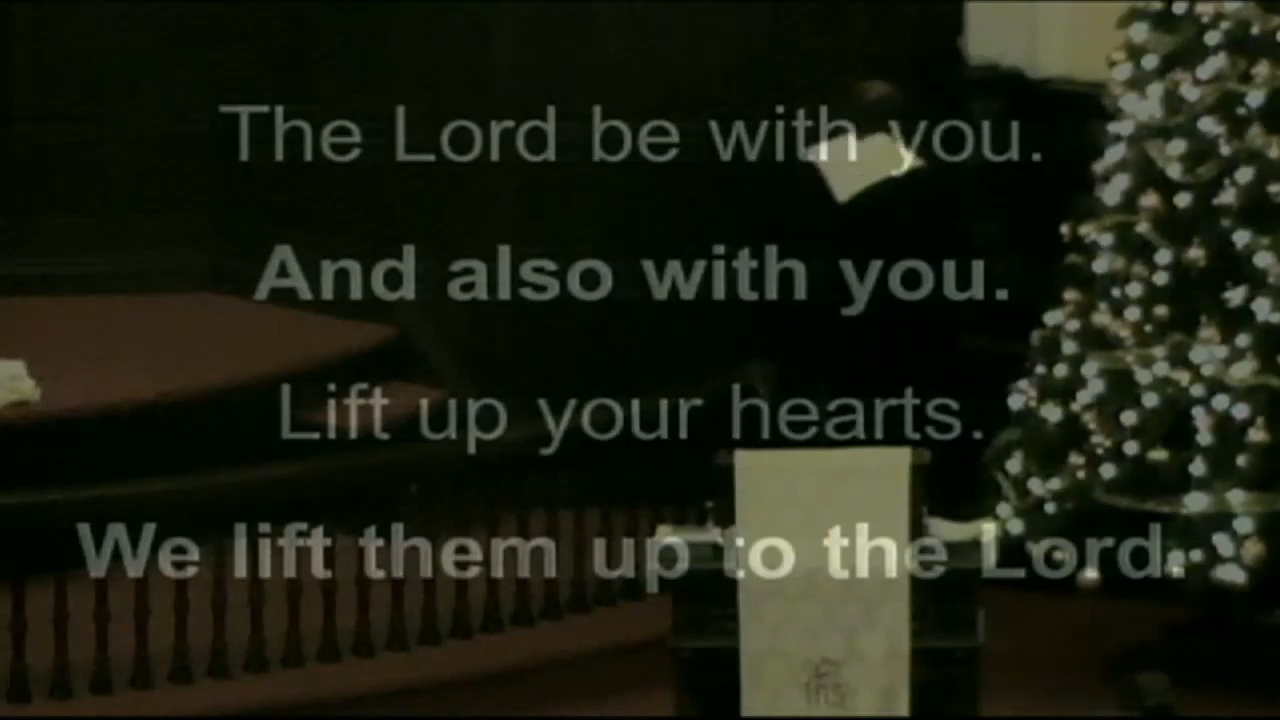 The Lord be with you.
And also with you.
Lift up your hearts.
We lift them up to the Lord.
ihs